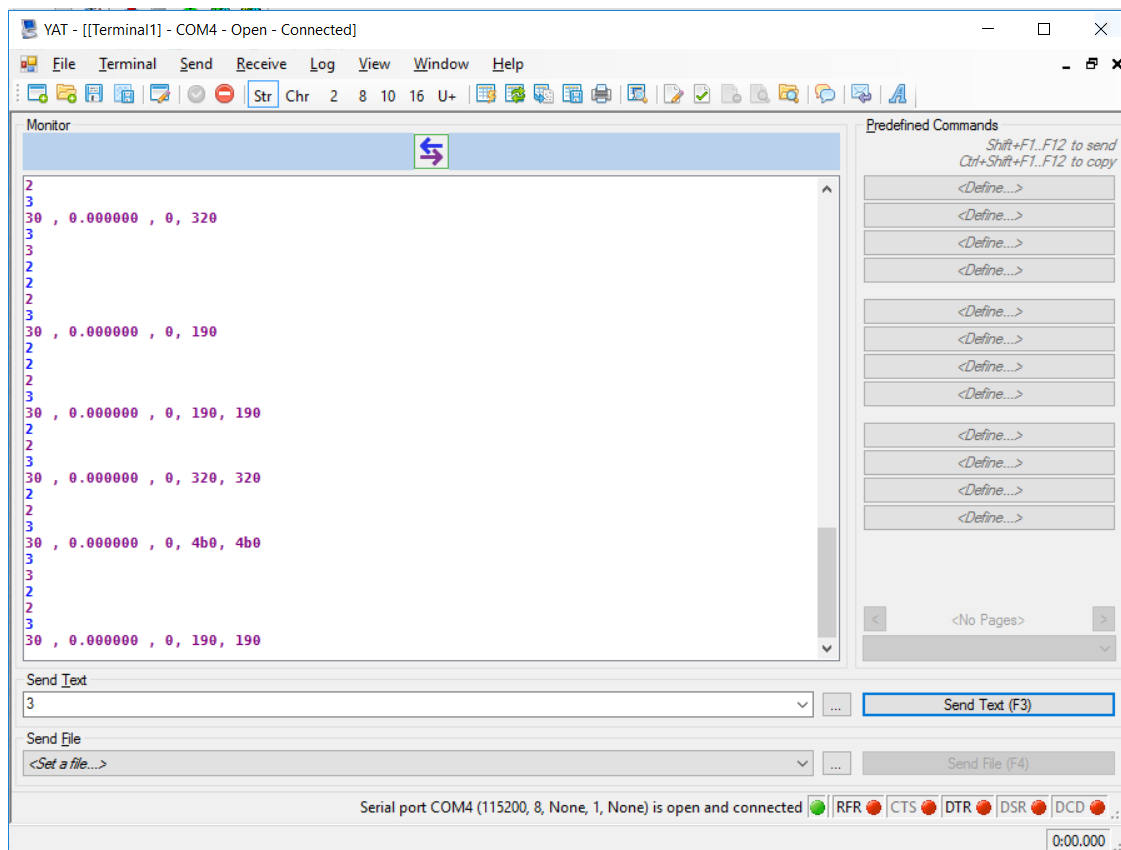 YAT - [[Terminal1] - COM4 - Open - Connected]
File Terminal Send Receive Log View Window Help
Str Chr 2 8 10 16 U+
Monitor
2
3
30 , 0.000000 , 0, 320
3
3
2
2
2
3
30 , 0.000000 , 0, 190
2
2
2
3
30 , 0.000000 , 0, 190, 190
2
2
3
30 , 0.000000 , 0, 320, 320
2
2
3
30 , 0.000000 , 0, 4b0, 4b0
3
3
2
2
3
30 , 0.000000 , 0, 190, 190
Predefined Commands
Shift+F1..F12 to send
Ctrl+Shift+F1..F12 to copy
<Define...>
<Define...>
<Define...>
<Define...>
<Define...>
<Define...>
<Define...>
<Define...>
<Define...>
<Define...>
<Define...>
<Define...>
< <No Pages> >
Send Text
3
... Send Text (F3)
Send File
<Set a file...>
... Send File (F4)
Serial port COM4 (115200, 8, None, 1, None) is open and connected RFR CTS DTR DSR DCD
0:00.000